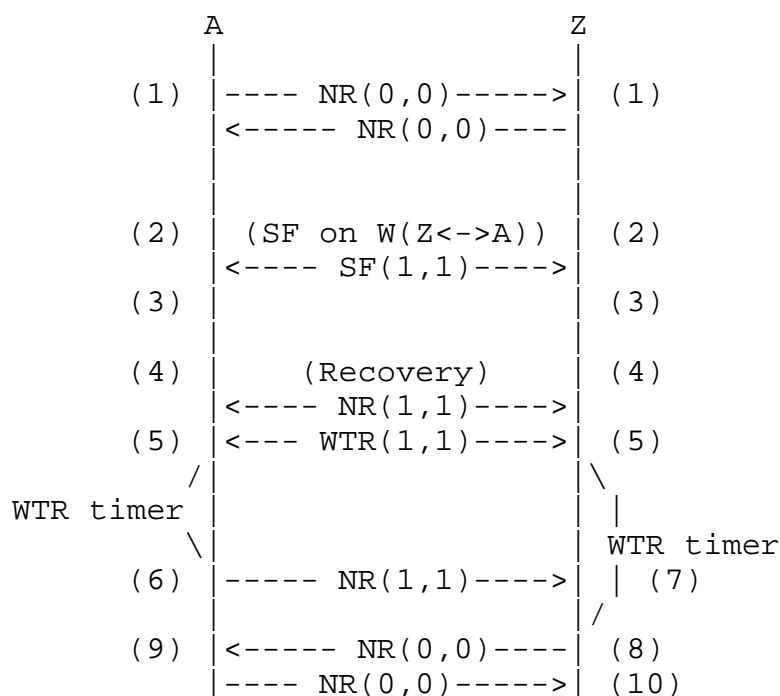 A Z
(1) |---- NR(0,0)----->| (1)
|<----- NR(0,0)----|
(2) | (SF on W(Z<->A)) | (2)
|<---- SF(1,1)---->|
(3) (3)
(4) | (Recovery) | (4)
|<---- NR(1,1)---->|
(5) |<--- WTR(1,1)---->| (5)
/| |\
WTR timer | | |
\| | WTR timer
(6) |----- NR(1,1)---->| | (7)
| |/
(9) |<----- NR(0,0)----| (8)
|---- NR(0,0)----->| (10)